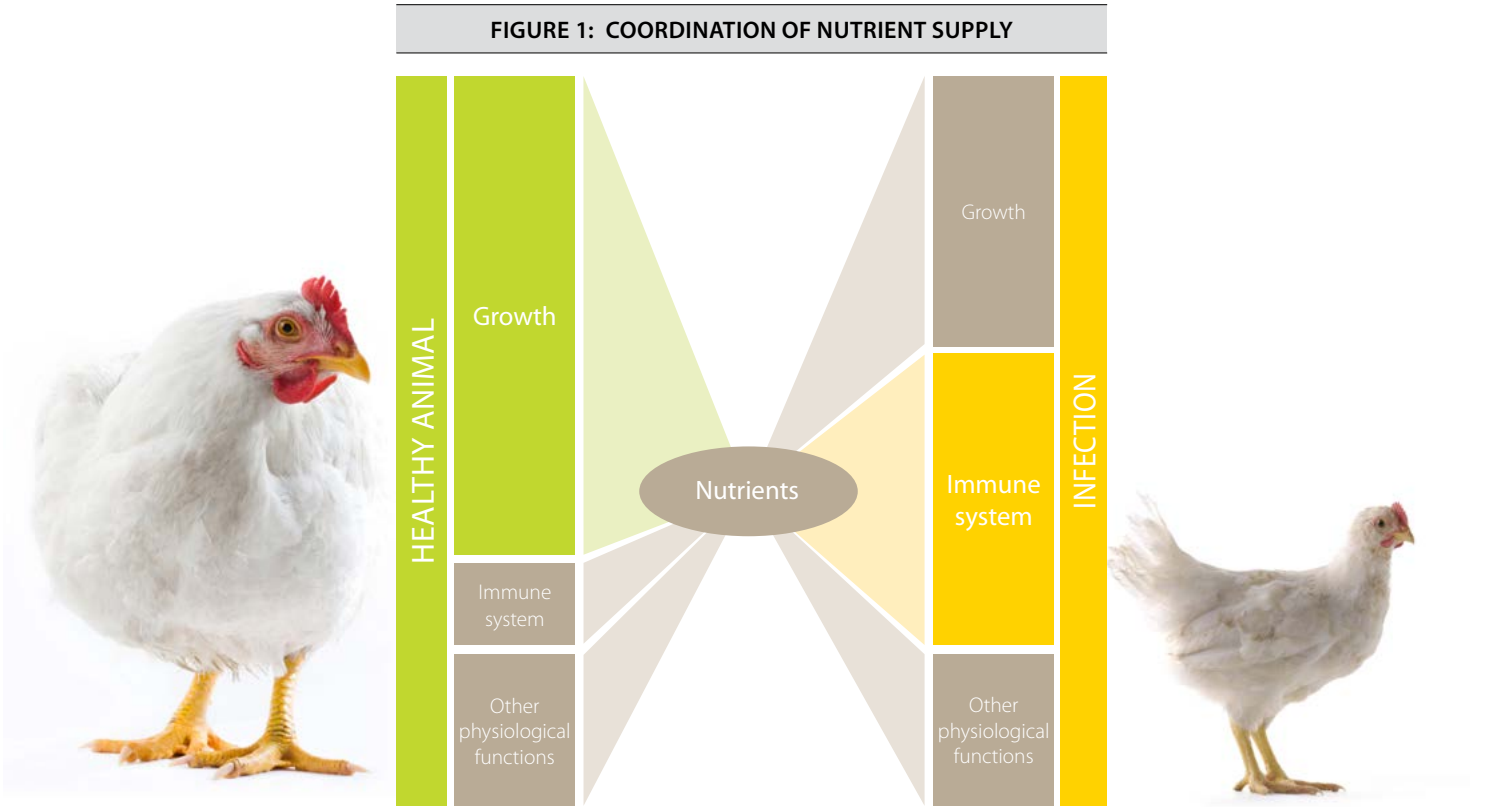 FIGURE 1: COORDINATION OF NUTRIENT SUPPLY
HEALTHY ANIMAL
Growth
Immune
system
Other
physiological
functions
Nutrients
Growth
Immune
system
Other
physiological
functions
INFECTION